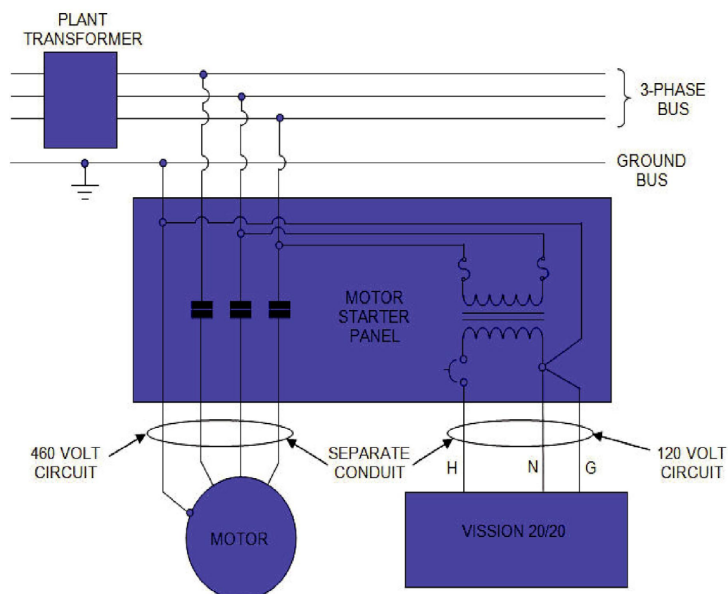 PLANT
TRANSFORMER
3-PHASE
BUS
GROUND
BUS
MOTOR
STARTER
PANEL
460 VOLT
CIRCUIT
SEPARATE
CONDUIT
120 VOLT
CIRCUIT
H
N
G
MOTOR
VISSION 20/20